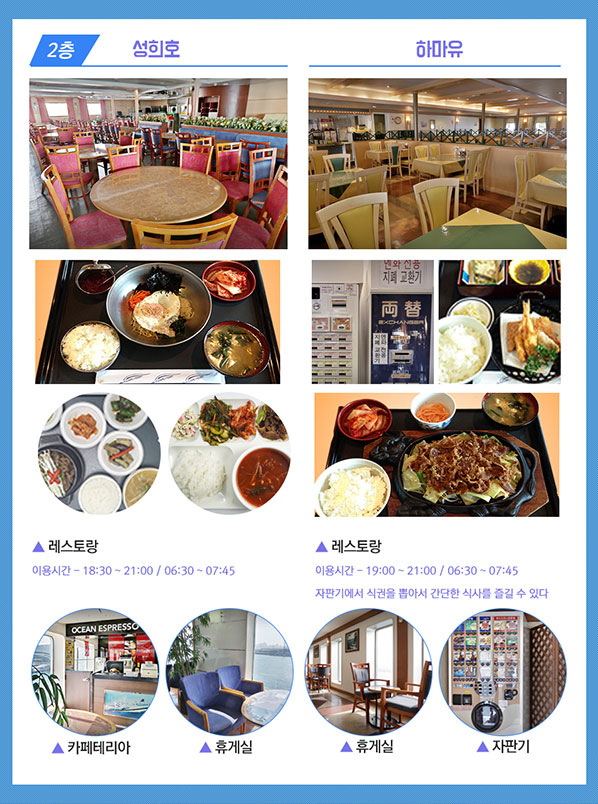 2층
성희호
하마유
엔화 전용
지폐 교환기
両替
EXCHANGER
레스토랑
이용시간 – 18:30 ~ 21:00 / 06:30 ~ 07:45
레스토랑
이용시간 – 19:00 ~ 21:00 / 06:30 ~ 07:45
자판기에서 식권을 뽑아서 간단한 식사를 즐길 수 있다
OCEAN ESPRESSO
카페테리아
휴게실
휴게실
자판기